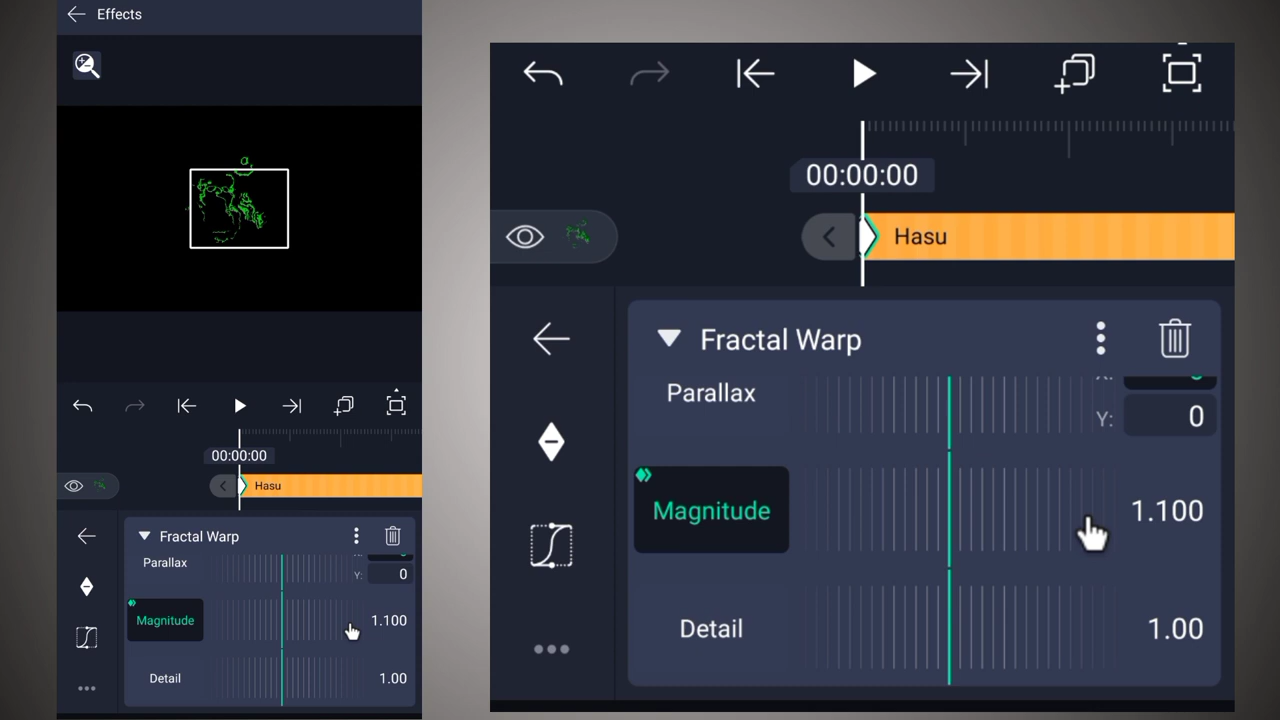 Effects
a
00:00:00
Hasu
Fractal Warp
Parallax
Y:
0
Magnitude
1.100
Detail
1.00
00:00:00
Hasu
Fractal Warp
Parallax
Y:
0
Magnitude
1.100
Detail
1.00